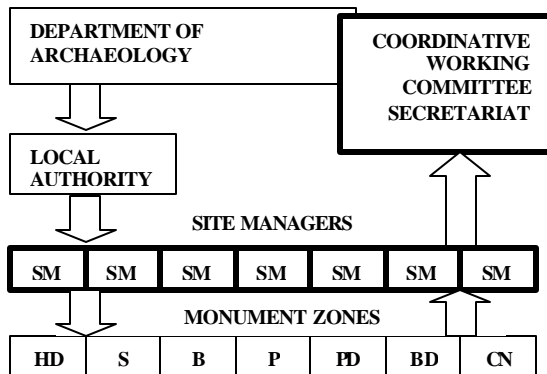 DEPARTMENT OF
ARCHAEOLOGY
COORDINATIVE
WORKING
COMMITTEE
SECRETARIAT
LOCAL
AUTHORITY
SITE MANAGERS
SM SM SM SM SM SM SM
MONUMENT ZONES
HD S B P PD BD CN